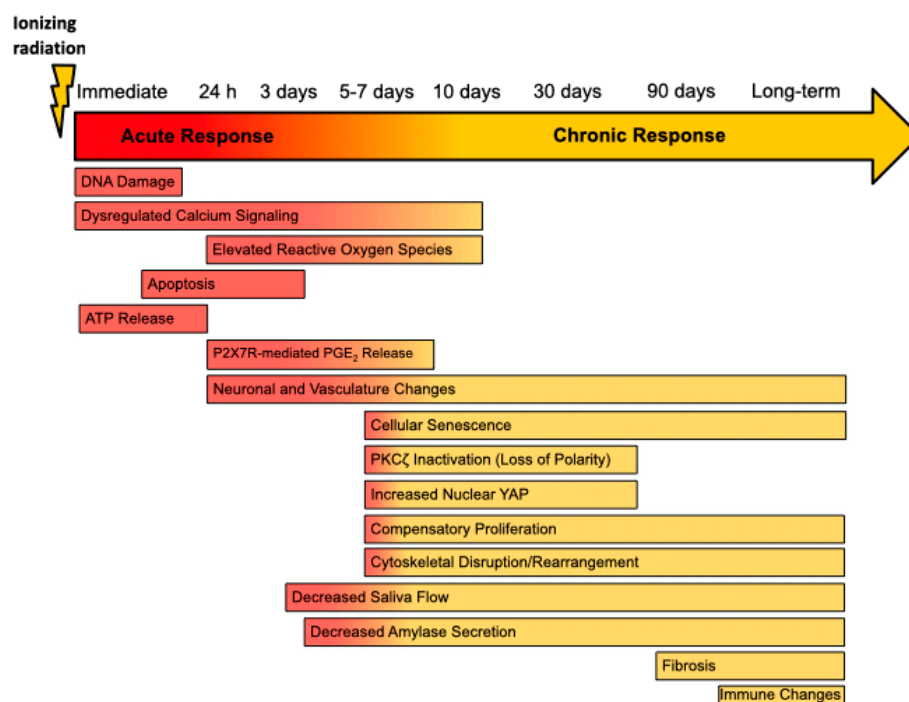 Ionizing
radiation
Immediate 24 h 3 days 5-7 days 10 days 30 days 90 days Long-term
Acute Response Chronic Response
DNA Damage
Dysregulated Calcium Signaling
Elevated Reactive Oxygen Species
Apoptosis
ATP Release
P2X7R-mediated PGE₂ Release
Neuronal and Vasculature Changes
Cellular Senescence
PKCζ Inactivation (Loss of Polarity)
Increased Nuclear YAP
Compensatory Proliferation
Cytoskeletal Disruption/Rearrangement
Decreased Saliva Flow
Decreased Amylase Secretion
Fibrosis
Immune Changes